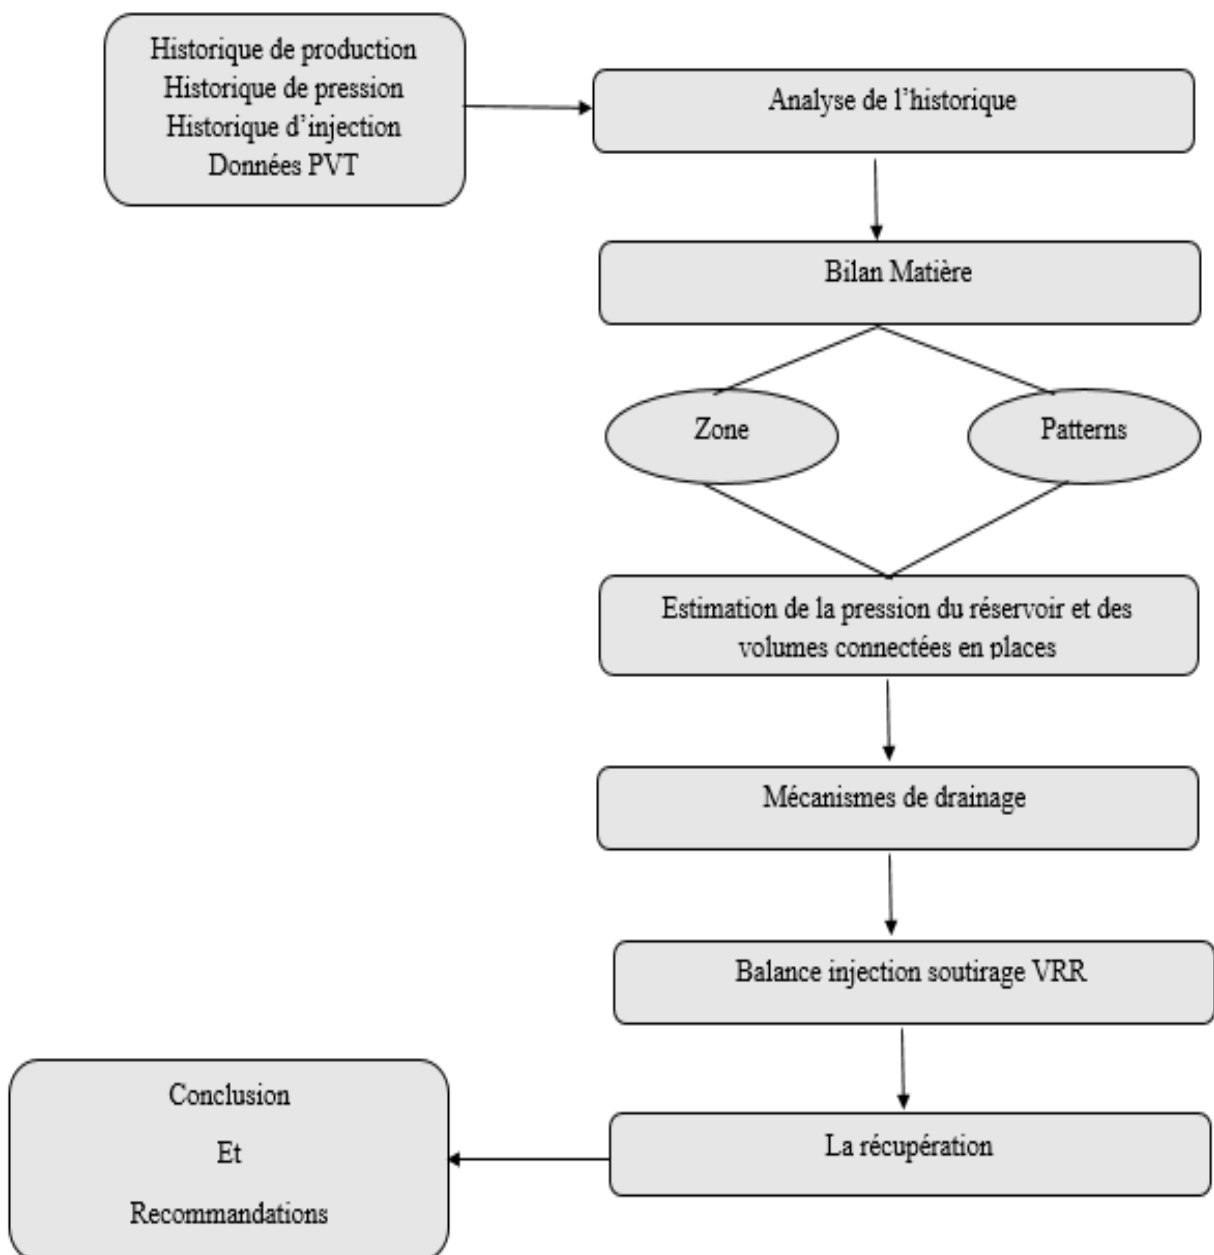 Historique de production
Historique de pression
Historique d’injection
Données PVT
Analyse de l’historique
Bilan Matière
Zone
Patterns
Estimation de la pression du réservoir et des
volumes connectées en places
Mécanismes de drainage
Balance injection soutirage VRR
La récupération
Conclusion
Et
Recommandations